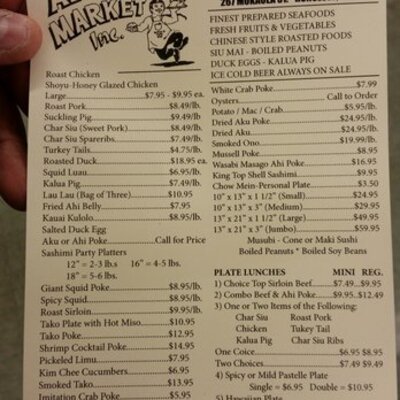 MARKET
Inc.
Roast Chicken
Shoyu-Honey Glazed Chicken
Large.....$7.95 - $9.95 ea.
Roast Pork.....$8.49/lb.
Suckling Pig.....$9.49/lb
Char Siu (Sweet Pork).....$8.49/lb.
Char Siu-Spareribs.....$7.49/lb.
Turkey Tails.....$4.75/lb.
Roasted Duck.....$18.95 ea.
Squid Luau.....$6.95/lb.
Kalua Pig.....$7.49/lb.
Lau Lau (Bag of Three).....$10.95
Fried Ahi Belly.....$7.95
Kauai Kulolo.....$8.95/lb.
Salted Duck Egg
Aku or Ahi Poke.....Call for Price
Sashimi Party Platters
12" = 2-3 lb.s 16" = 4-5 lbs.
18" = 5-6 lbs.
Giant Squid Poke.....$8.95/lb.
Spicy Squid.....$8.95/lb.
Roast Sirloin.....$9.95/lb.
Tako Plate with Hot Miso.....$10.95
Tako Poke.....$12.95
Shrimp Cocktail Poke.....$14.95
Pickeled Limu.....$7.95
Kim Chee Cucumbers.....$6.95
Smoked Tako.....$13.95
Imitation Crab Poke.....$5.95
FINEST PREPARED SEAFOODS
FRESH FRUITS & VEGETABLES
CHINESE STYLE ROASTED FOODS
SIU MAI - BOILED PEANUTS
DUCK EGGS - KALUA PIG
ICE COLD BEER ALWAYS ON SALE
White Crab Poke.....$7.99
Oysters.....Call to Order
Potato / Mac / Crab.....$5.95/lb.
Dried Aku Poke.....$24.95/lb.
Dried Aku.....$24.95/lb.
Smoked Ono.....$19.99/lb.
Mussell Poke.....$8.95
Wasabi Masago Ahi Poke.....$16.95
King Top Shell Sashimi.....$9.95
Chow Mein-Personal Plate.....$3.50
10" x 13" x 1 1/2" (Small).....$24.95
10" x 13" x 3" (Medium).....$29.95
13" x 21" x 1 1/2" (Large).....$49.95
13" x 21" x 3" (Jumbo).....$59.95
Musubi - Cone or Maki Sushi
Boiled Peanuts * Boiled Soy Beans
PLATE LUNCHES MINI REG.
1) Choice Top Sirloin Beef.....$7.49...$9.95
2) Combo Beef & Ahi Poke.....$9.95..$12.49
3) One or Two Items of the Following:
Char Siu Roast Pork
Chicken Tukey Tail
Kalua Pig Char Siu Ribs
One Coice.....$6.95 $8.95
Two Choices.....$7.49 $9.49
4) Spicy or Mild Pastelle Plate
Single = $6.95 Double = $10.95
5) Hawaiian Plate